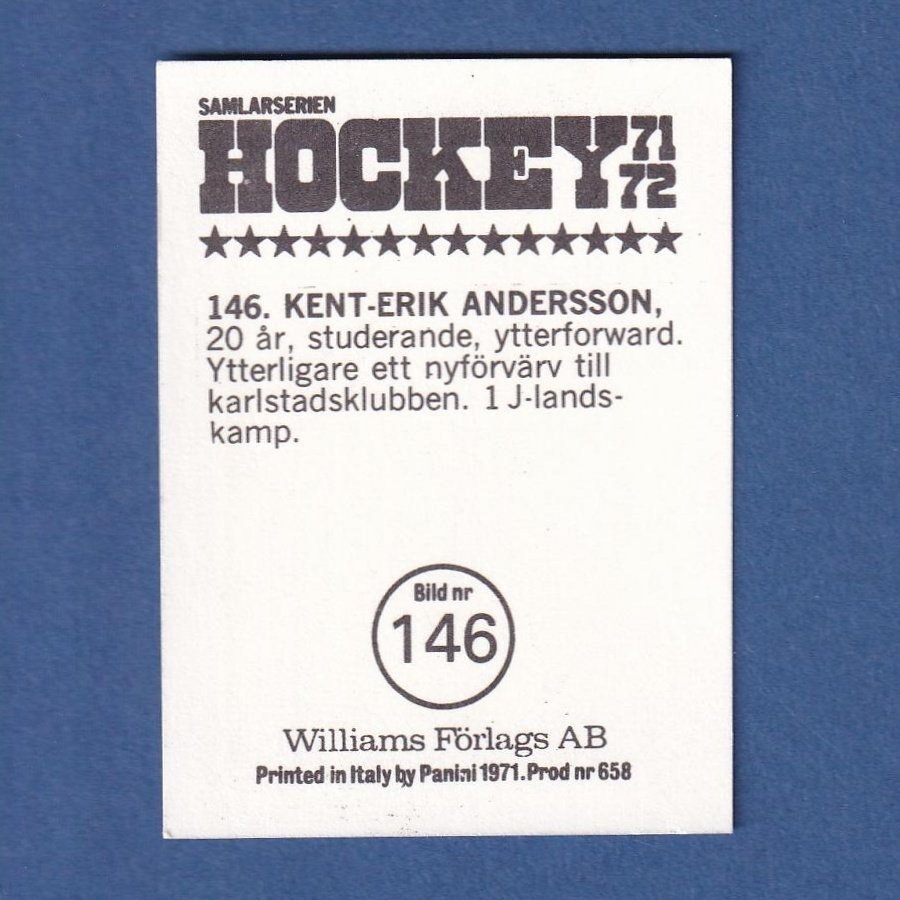 SAMLARSERIEN
HOCKEY 71 72
146. KENT-ERIK ANDERSSON,
20 år, studerande, ytterforward.
Ytterligare ett nyförvärv till
karlstadsklubben. 1 J-lands-
kamp.
Bild nr
146
Williams Förlags AB
Printed in Italy by Panini 1971. Prod nr 658